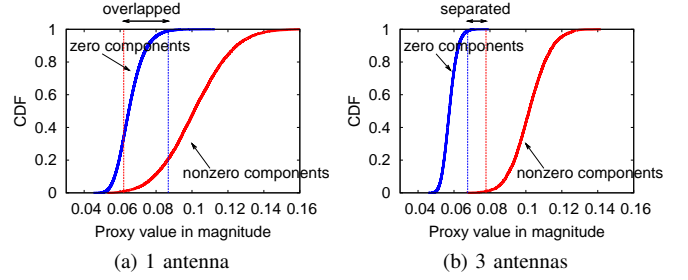 overlapped
1
0.8
0.6
0.4
0.2
0
CDF
zero components
nonzero components
0.04 0.06 0.08 0.1 0.12 0.14 0.16
Proxy value in magnitude
(a) 1 antenna
separated
1
0.8
0.6
0.4
0.2
0
CDF
zero components
nonzero components
0.04 0.06 0.08 0.1 0.12 0.14 0.16
Proxy value in magnitude
(b) 3 antennas